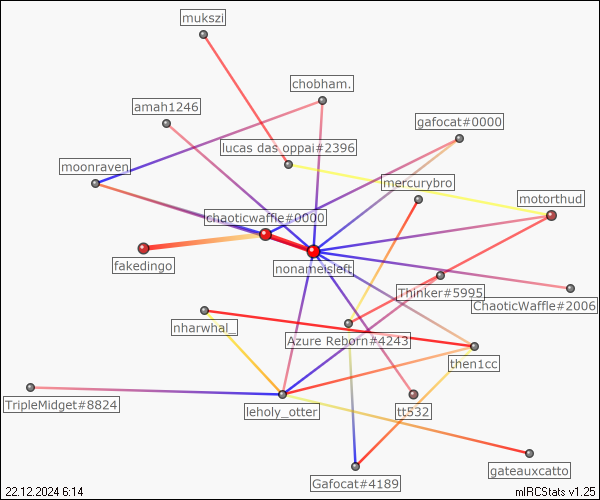 mukszi
chobham.
amah1246
gafocat#0000
lucas das oppai#2396
moonraven
mercurybro
motorthud
chaoticwaffle#0000
fakedingo
nonameisleft
Thinker#5995
ChaoticWaffle#2006
nharwhal_
Azure Reborn#4243
then1cc
TripleMidget#8824
leholy_otter
tt532
gateauxcatto
Gafocat#4189
22.12.2024 6:14
mIRCStats v1.25